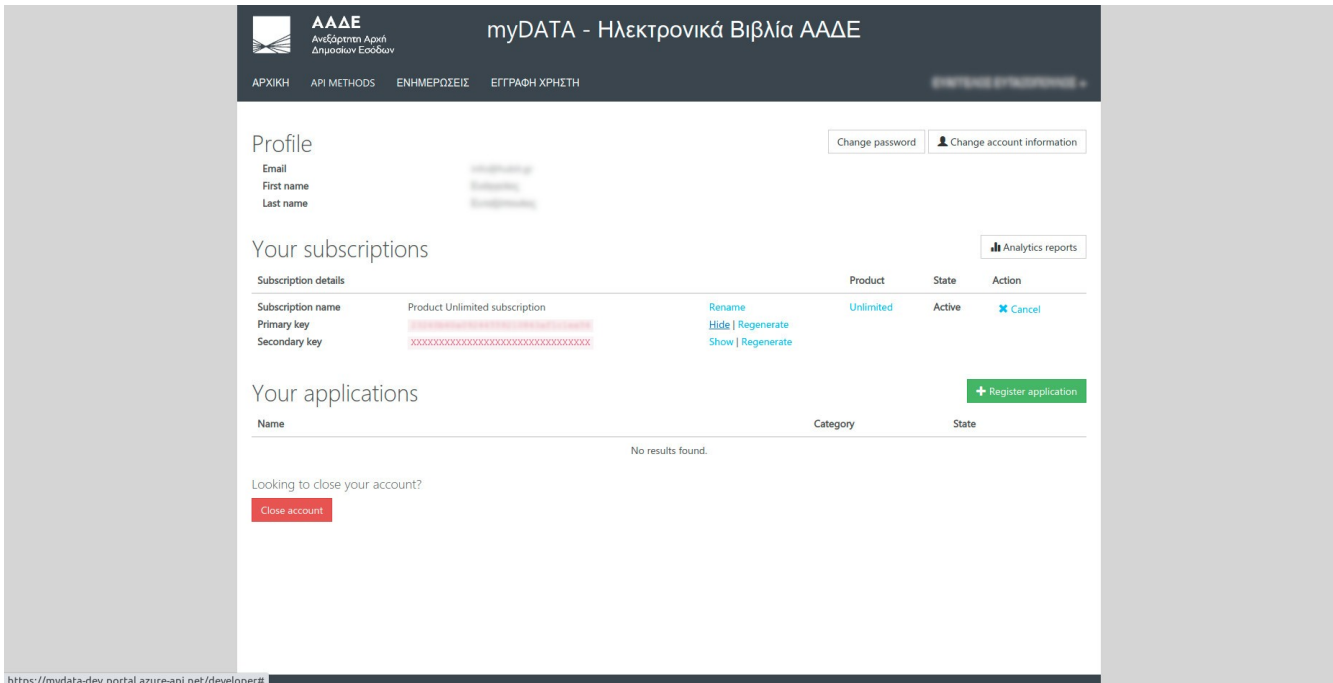 ΑΑΔΕ
Ανεξάρτητη Αρχή
Δημοσίων Εσόδων
myDATA - Ηλεκτρονικά Βιβλία ΑΑΔΕ
ΑΡΧΙΚΗ API METHODS ΕΝΗΜΕΡΩΣΕΙΣ ΕΓΓΡΑΦΗ ΧΡΗΣΤΗ
Profile
Change password Change account information
Email
First name
Last name
Your subscriptions
Analytics reports
Subscription details Product State Action
Subscription name Product Unlimited subscription Rename Unlimited Active Cancel
Primary key Hide | Regenerate
Secondary key XXXXXXXXXXXXXXXXXXXXXXXXXXXXXXXX Show | Regenerate
Your applications
Register application
Name Category State
No results found.
Looking to close your account?
Close account
https://mydata-dev.portal.azure-api.net/developer#